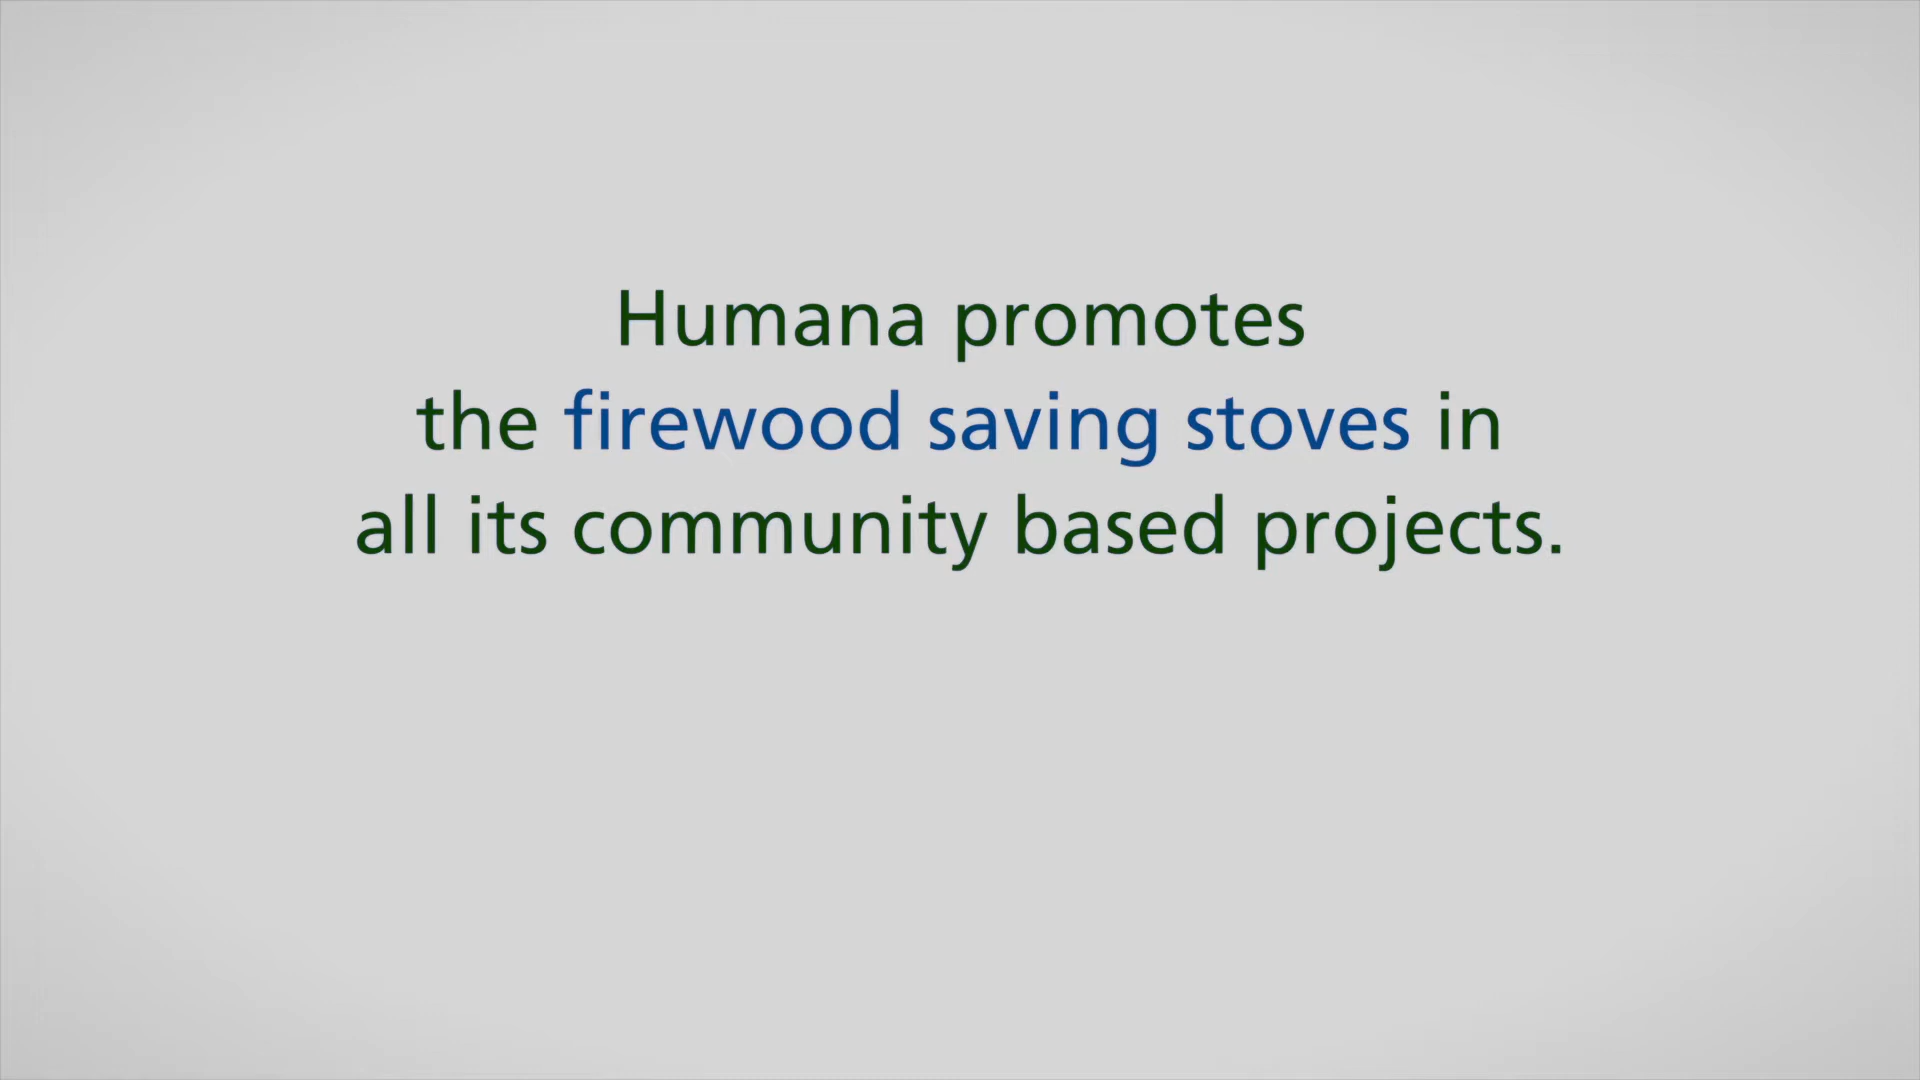 Humana promotes
the firewood saving stoves in
all its community based projects.